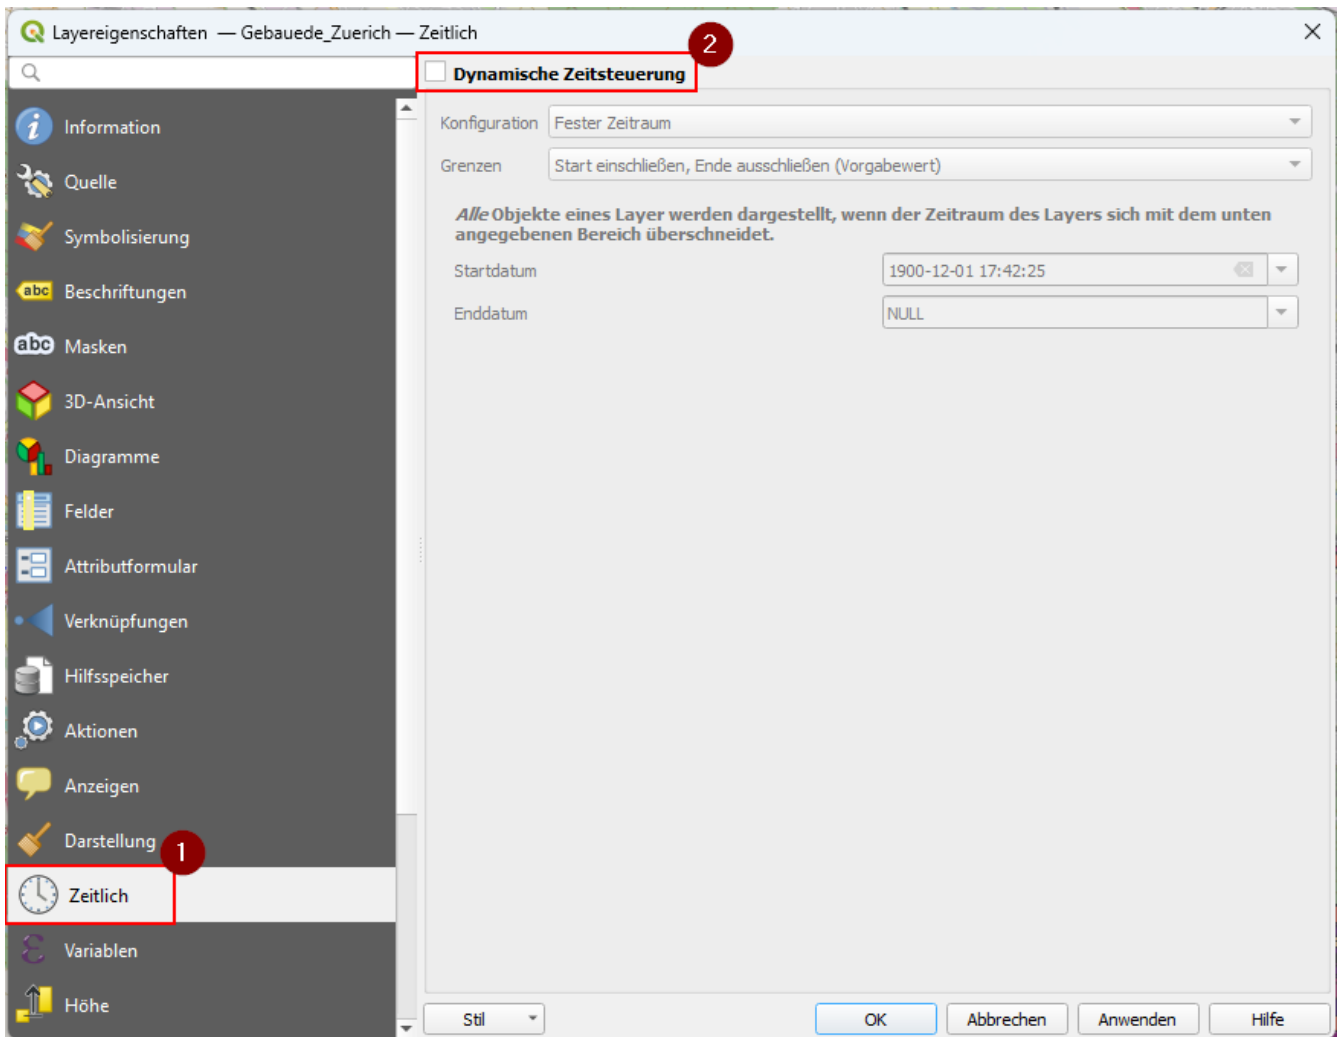 Layereigenschaften — Gebauede_Zuerich — Zeitlich
2
Dynamische Zeitsteuerung
Information
Quelle
Symbolisierung
abc Beschriftungen
abc Masken
3D-Ansicht
Diagramme
Felder
Attributformular
Verknüpfungen
Hilfsspeicher
Aktionen
Anzeigen
Darstellung
1
Zeitlich
Variablen
Höhe
Konfiguration Fester Zeitraum
Grenzen Start einschließen, Ende ausschließen (Vorgabewert)
Alle Objekte eines Layer werden dargestellt, wenn der Zeitraum des Layers sich mit dem unten
angegebenen Bereich überschneidet.
Startdatum 1900-12-01 17:42:25
Enddatum NULL
Stil OK Abbrechen Anwenden Hilfe